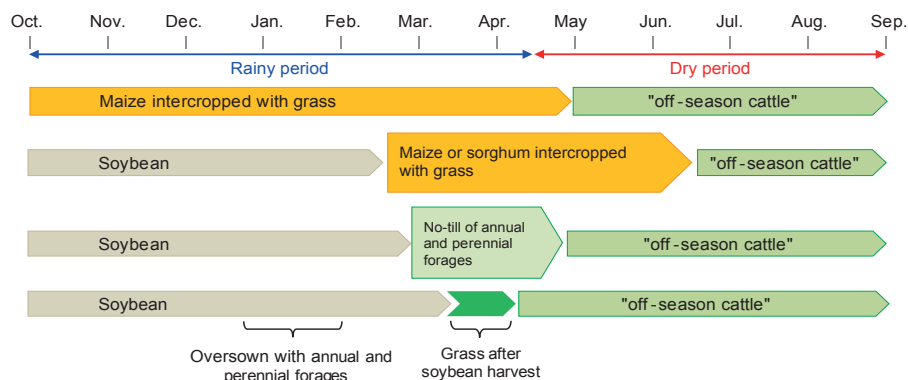 Oct. Nov. Dec. Jan. Feb. Mar. Apr. May Jun. Jul. Aug. Sep.
Rainy period Dry period
Maize intercropped with grass "off-season cattle"
Soybean
Maize or sorghum intercropped
with grass
"off-season cattle"
Soybean
No-till of annual
and perennial
forages
"off-season cattle"
Soybean "off-season cattle"
Oversown with annual and
perennial forages
Grass after
soybean harvest